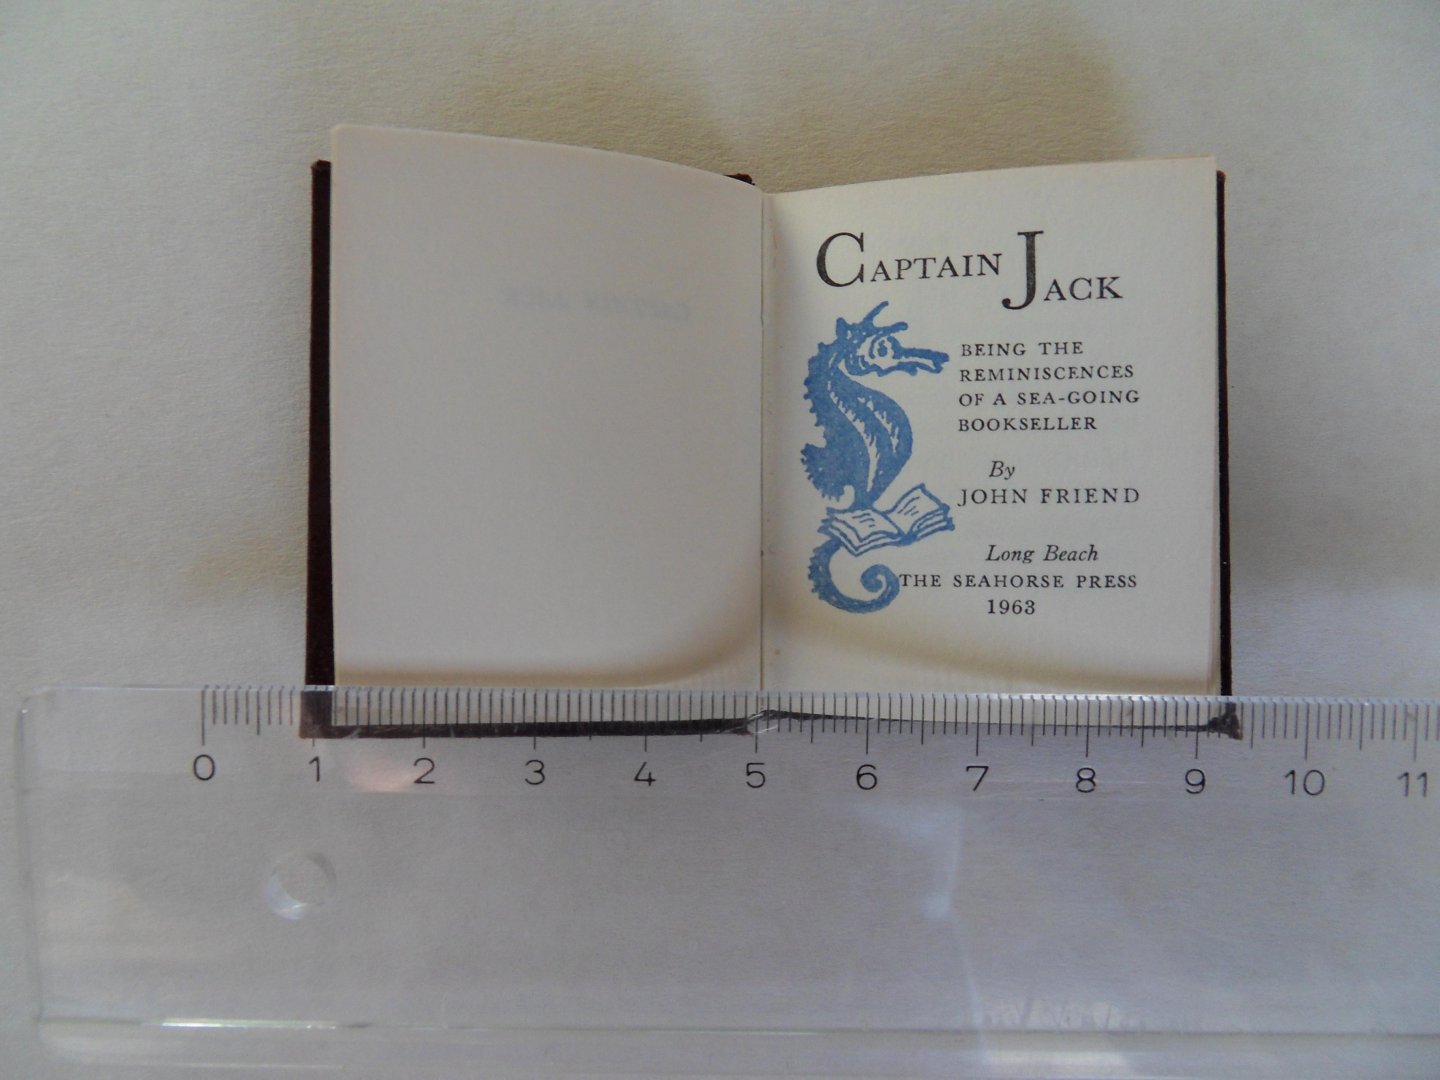 CAPTAIN JACK
BEING THE
REMINISCENCES
OF A SEA-GOING
BOOKSELLER
By
JOHN FRIEND
Long Beach
THE SEAHORSE PRESS
1963
0 1 2 3 4 5 6 7 8 9 10 11